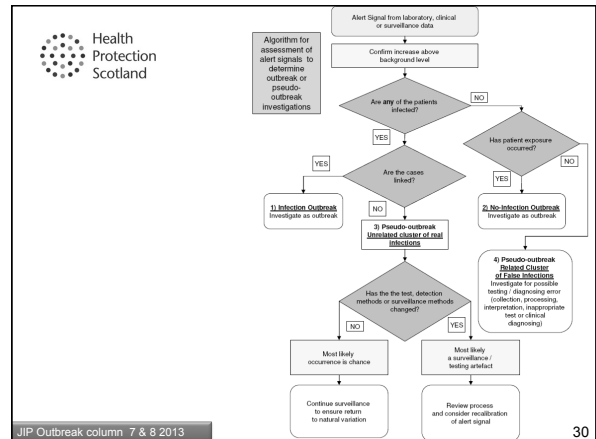 Health
Protection
Scotland
Algorithm for
assessment of
alert signals to
determine
outbreak or
pseudo-
outbreak
investigations
Alert Signal from laboratory, clinical
or surveillance data
Confirm increase above
background level
Are any of the patients
infected?
NO
YES
Has patient exposure
occurred?
NO
YES
Are the cases
linked?
YES
NO
1) Infection Outbreak
Investigate as outbreak
2) No-Infection Outbreak
Investigate as outbreak
3) Pseudo-outbreak
Unrelated cluster of real
infections
4) Pseudo-outbreak
Related Cluster
of False Infections
Investigate for possible
testing / diagnosing error
(collection, processing,
interpretation, inappropriate
test or clinical
diagnosing)
Has the the test, detection
methods or surveillance methods
changed?
NO
YES
Most likely
occurrence is chance
Most likely
a surveillance /
testing artefact
Continue surveillance
to ensure return
to natural variation
Review process
and consider recalibration
of alert signal
JIP Outbreak column 7 & 8 2013
30